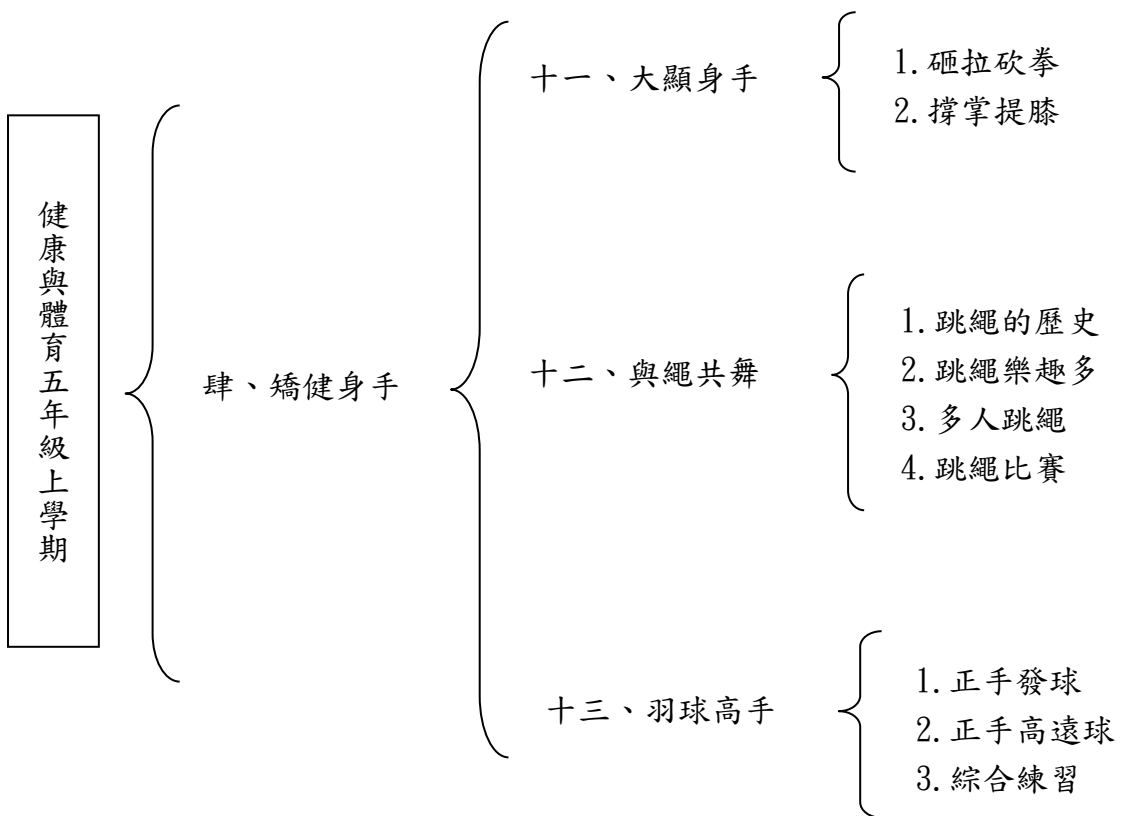 健康與體育五年級上學期
肆、矯健身手
十一、大顯身手
1.砸拉砍拳
2.撐掌提膝
十二、與繩共舞
1.跳繩的歷史
2.跳繩樂趣多
3.多人跳繩
4.跳繩比賽
十三、羽球高手
1.正手發球
2.正手高遠球
3.綜合練習